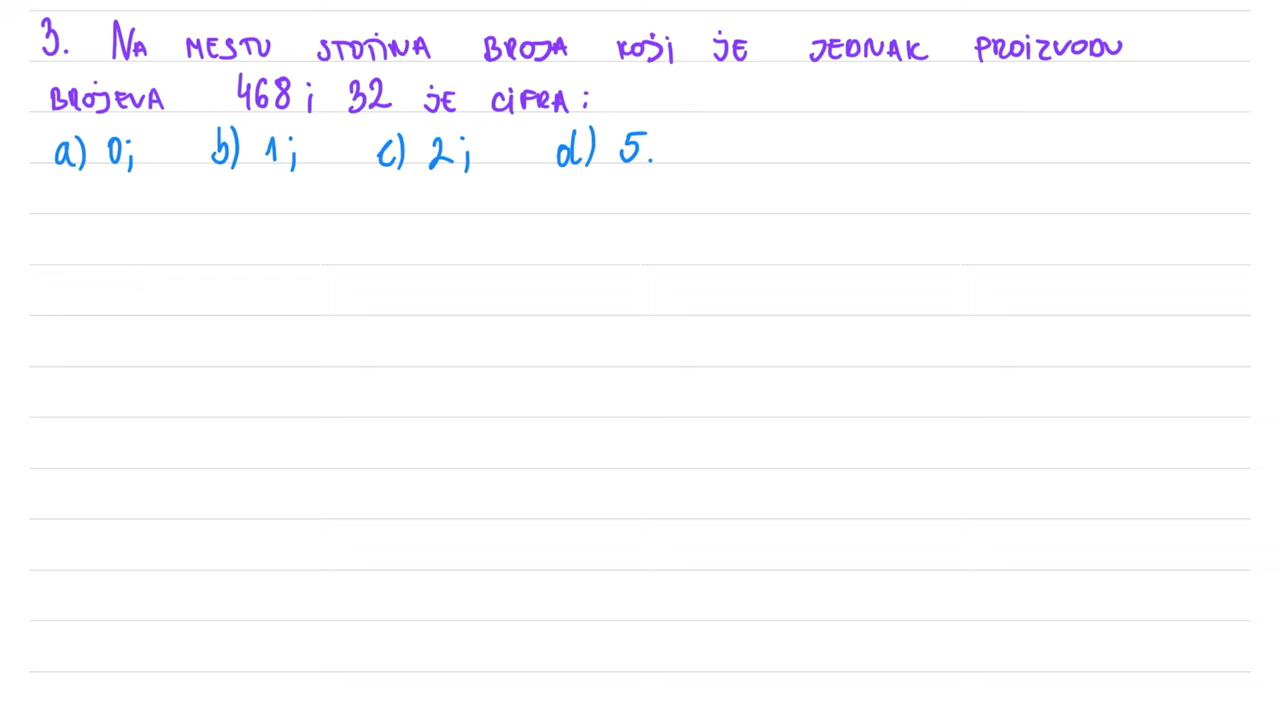 3. NA MESTU STOTINA BROJA KOJI JE JEDNAK PROIZVODU
BROJEVA 468 i 32 JE CIFRA:
a) 0; b) 1; c) 2; d) 5.